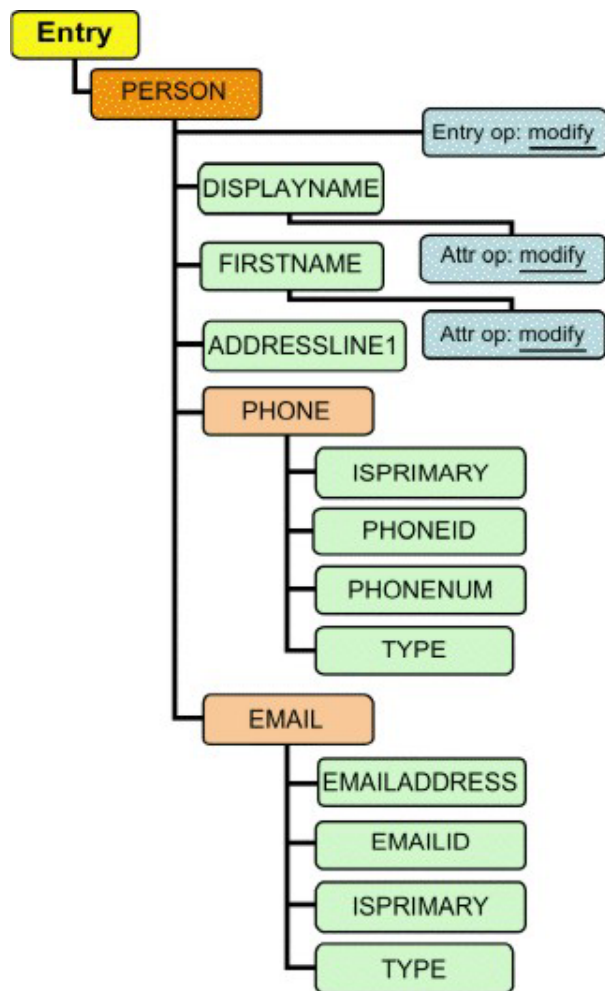 Entry
PERSON
Entry op: modify
DISPLAYNAME
Attr op: modify
FIRSTNAME
Attr op: modify
ADDRESSLINE1
PHONE
ISPRIMARY
PHONEID
PHONENUM
TYPE
EMAIL
EMAILADDRESS
EMAILID
ISPRIMARY
TYPE